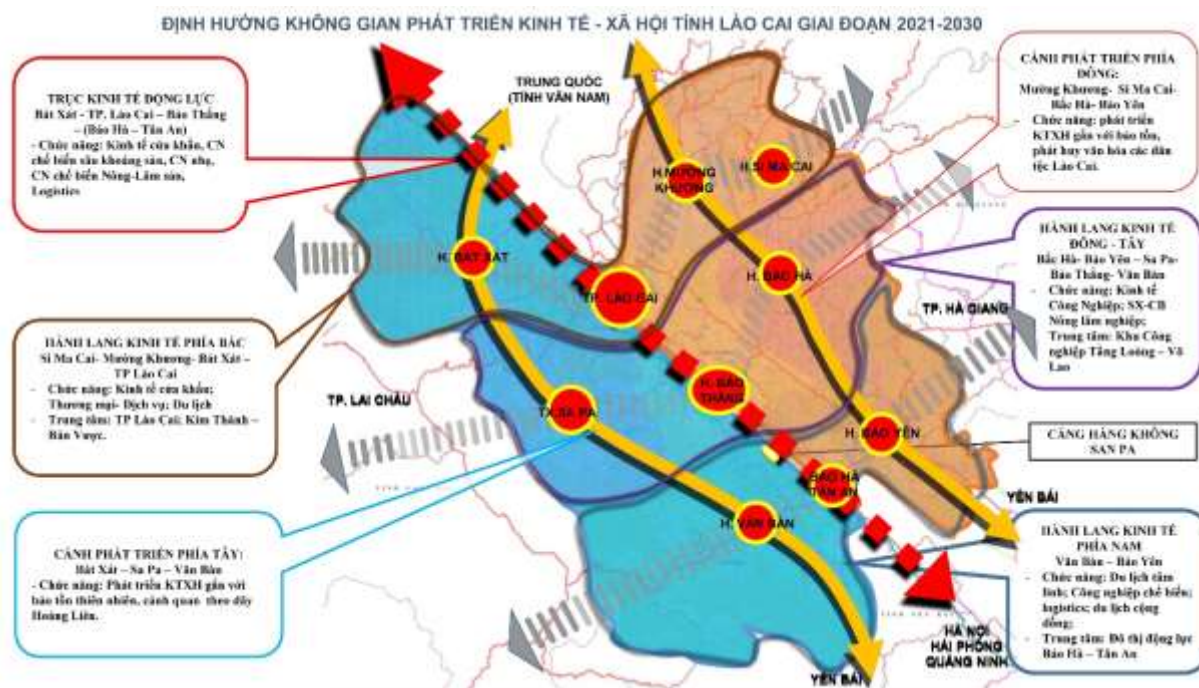 ĐỊNH HƯỚNG KHÔNG GIAN PHÁT TRIỂN KINH TẾ - XÃ HỘI TỈNH LÀO CAI GIAI ĐOẠN 2021-2030
TRỤC KINH TẾ ĐỘNG LỰC
Bát Xát - TP. Lào Cai – Bảo Thắng
– (Bảo Hà – Tân An)
- Chức năng: Kinh tế cửa khẩu, CN
chế biến sâu khoáng sản, CN nhẹ,
CN chế biến Nông-Lâm sản,
Logistics
HÀNH LANG KINH TẾ PHÍA BẮC
Si Ma Cai- Mường Khương- Bát Xát –
TP Lào Cai
- Chức năng: Kinh tế cửa khẩu;
Thương mại- Dịch vụ; Du lịch
- Trung tâm: TP Lào Cai; Kim Thành –
Bản Vược.
CÁNH PHÁT TRIỂN PHÍA TÂY:
Bát Xát – Sa Pa – Văn Bàn
- Chức năng: Phát triển KTXH gắn với
bảo tồn thiên nhiên, cảnh quan theo dãy
Hoàng Liên.
TRUNG QUỐC
(TỈNH VÂN NAM)
H.MƯỜNG
KHƯƠNG
H.SI MA CAI
H. BÁT XÁT
TP. LÀO CAI
H. BẮC HÀ
TP. HÀ GIANG
TP. LAI CHÂU
TX.SA PA
H. BẢO
THẮNG
H. BẢO YÊN
BẢO HÀ
TÂN AN
H. VĂN BÀN
YÊN BÁI
YÊN BÁI
HÀ NỘI
HẢI PHÒNG
QUẢNG NINH
CÁNH PHÁT TRIỂN PHÍA
ĐÔNG:
Mường Khương- Si Ma Cai-
Bắc Hà- Bảo Yên
- Chức năng: phát triển
KTXH gắn với bảo tồn,
phát huy văn hóa các dân
tộc Lào Cai.
HÀNH LANG KINH TẾ
ĐÔNG - TÂY
Bắc Hà- Bảo Yên – Sa Pa-
Bảo Thắng- Văn Bàn
- Chức năng; Kinh tế
Công Nghiệp; SX-CB
Nông lâm nghiệp;
- Trung tâm: Khu Công
nghiệp Tằng Loỏng – Võ
Lao
CẢNG HÀNG KHÔNG
SAN PA
HÀNH LANG KINH TẾ
PHÍA NAM
Văn Bàn – Bảo Yên
- Chức năng: Du lịch tâm
linh; Công nghiệp chế biến;
logistics; du lịch cộng
đồng;
- Trung tâm: Đô thị động lực
Bảo Hà – Tân An